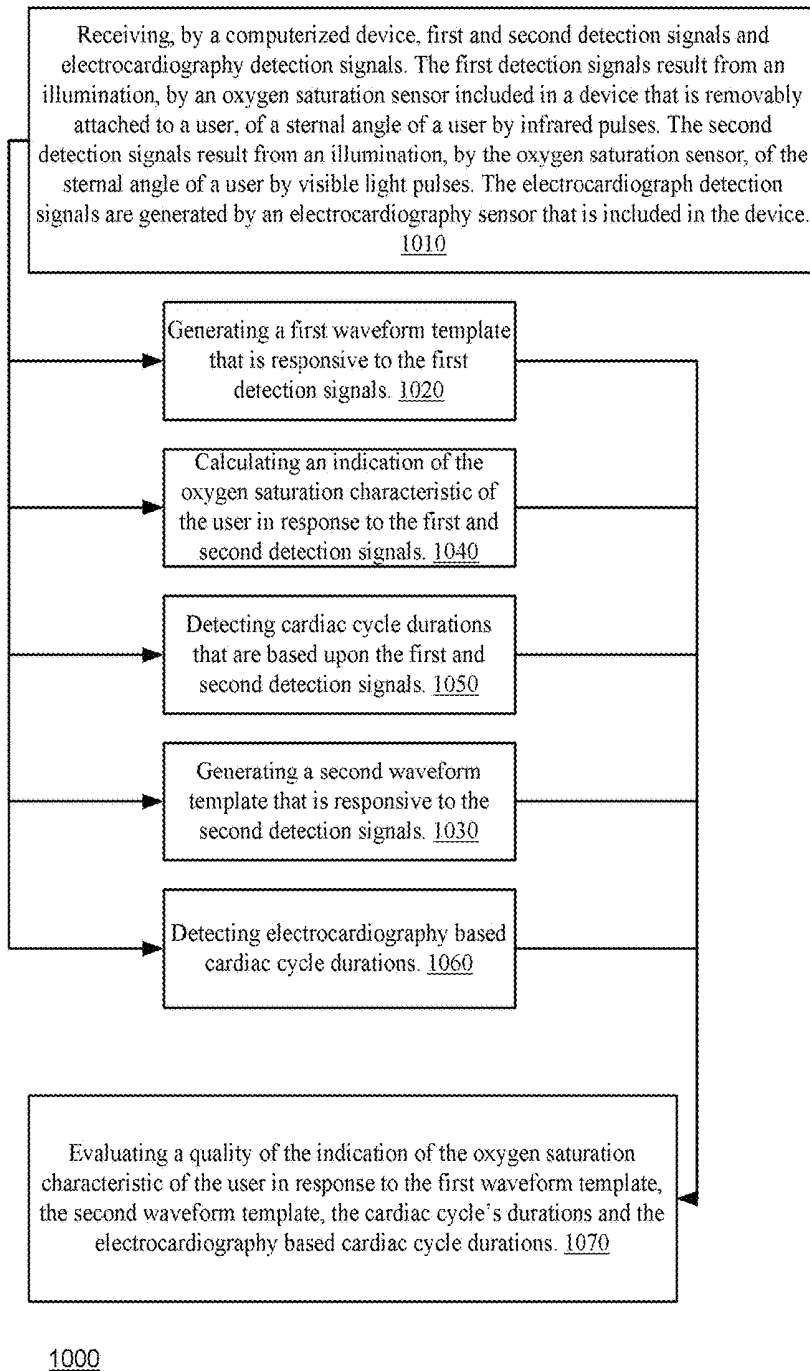 Receiving, by a computerized device, first and second detection signals and
electrocardiography detection signals. The first detection signals result from an
illumination, by an oxygen saturation sensor included in a device that is removably
attached to a user, of a sternal angle of a user by infrared pulses. The second
detection signals result from an illumination, by the oxygen saturation sensor, of the
sternal angle of a user by visible light pulses. The electrocardiograph detection
signals are generated by an electrocardiography sensor that is included in the device.
1010
Generating a first waveform template
that is responsive to the first
detection signals. 1020
Calculating an indication of the
oxygen saturation characteristic of
the user in response to the first and
second detection signals. 1040
Detecting cardiac cycle durations
that are based upon the first and
second detection signals. 1050
Generating a second waveform
template that is responsive to the
second detection signals. 1030
Detecting electrocardiography based
cardiac cycle durations. 1060
Evaluating a quality of the indication of the oxygen saturation
characteristic of the user in response to the first waveform template,
the second waveform template, the cardiac cycle's durations and the
electrocardiography based cardiac cycle durations. 1070
1000